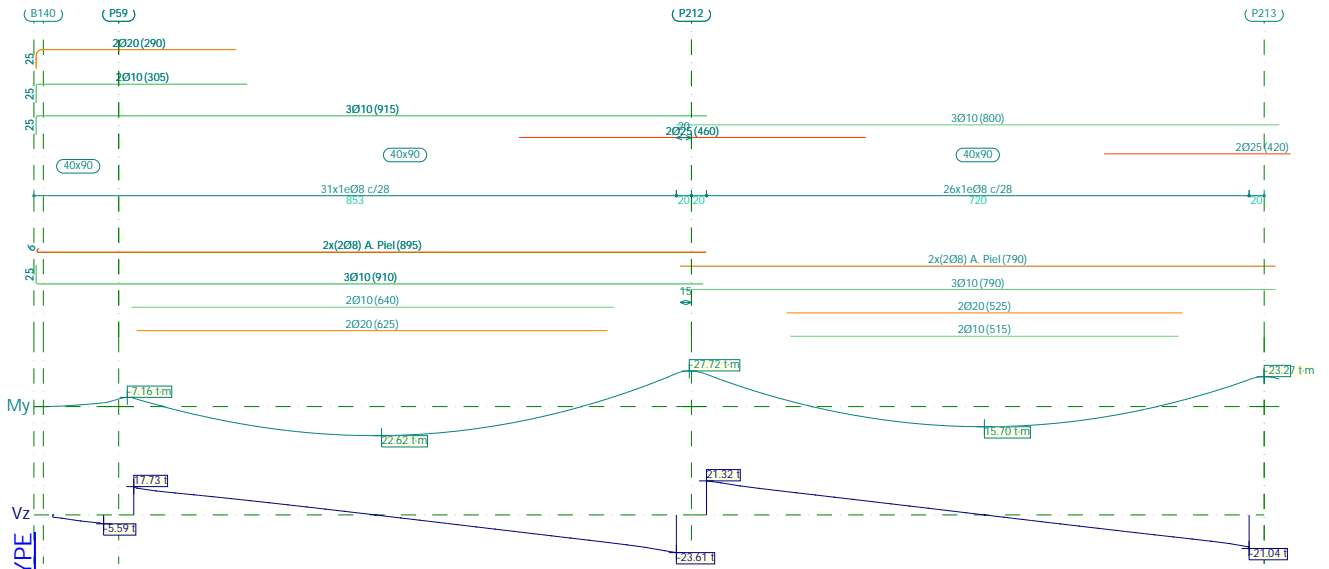 B140 P59 P212 P213
2Ø20(290)
25
2Ø10(305)
25
3Ø10(915)
25
3Ø10(800)
20
2Ø25(460)
2Ø25(420)
40x90 40x90 40x90
31x1eØ8 c/28 26x1eØ8 c/28
853 20 20 720 20
6
2x(2Ø8) A. Piel(895)
2x(2Ø8) A. Piel(790)
25
3Ø10(910)
3Ø10(790)
15
2Ø10(640)
2Ø20(525)
2Ø20(625)
2Ø10(515)
-27.72 t·m
-23.27 t·m
-7.16 t·m
My
15.70 t·m
22.62 t·m
21.32 t
17.73 t
Vz
-5.59 t
-23.61 t
-21.04 t
YPE